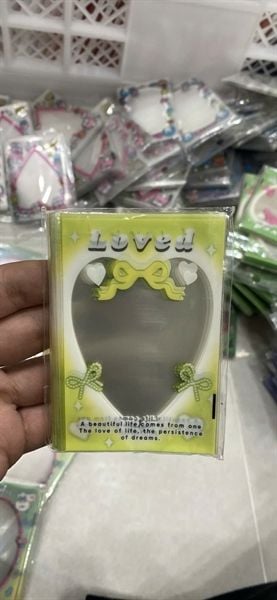 Loved
A beautiful life comes from one
The love of life, the persistence
of dreams.